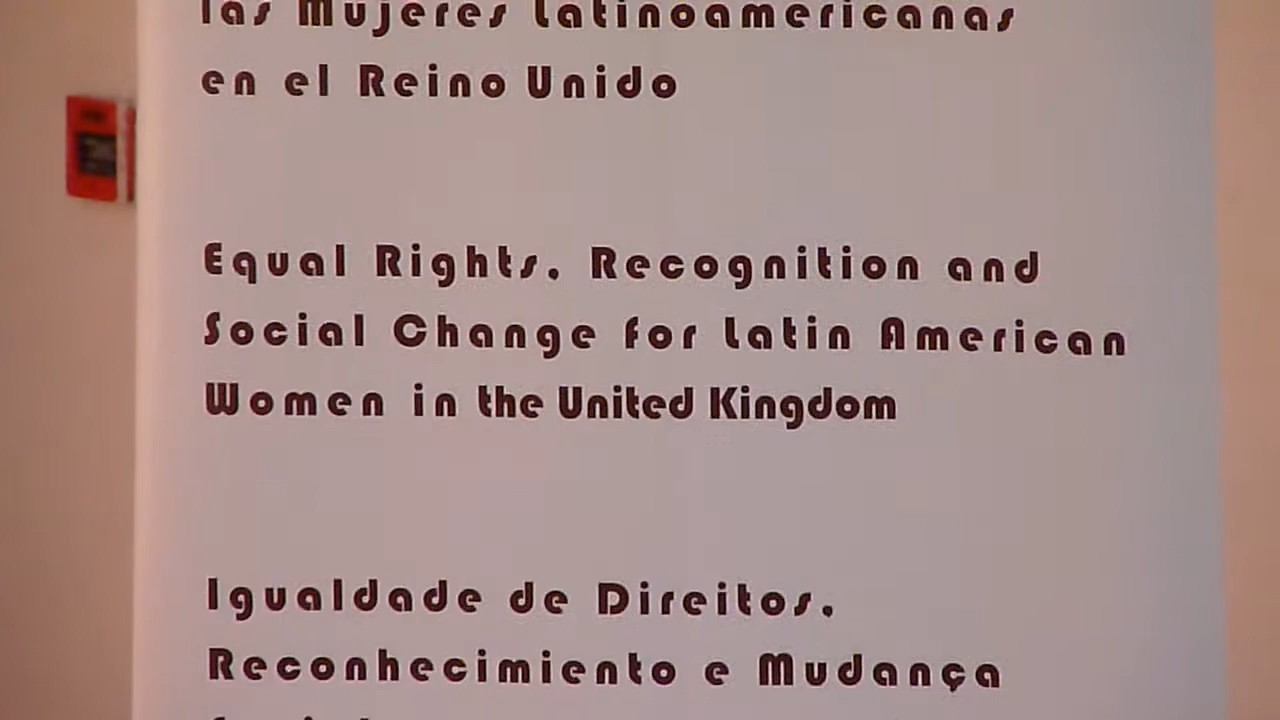 las Mujeres Latinoamericanas
en el Reino Unido
Equal Rights, Recognition and
Social Change for Latin American
Women in the United Kingdom
Igualdade de Direitos,
Reconhecimiento e Mudança